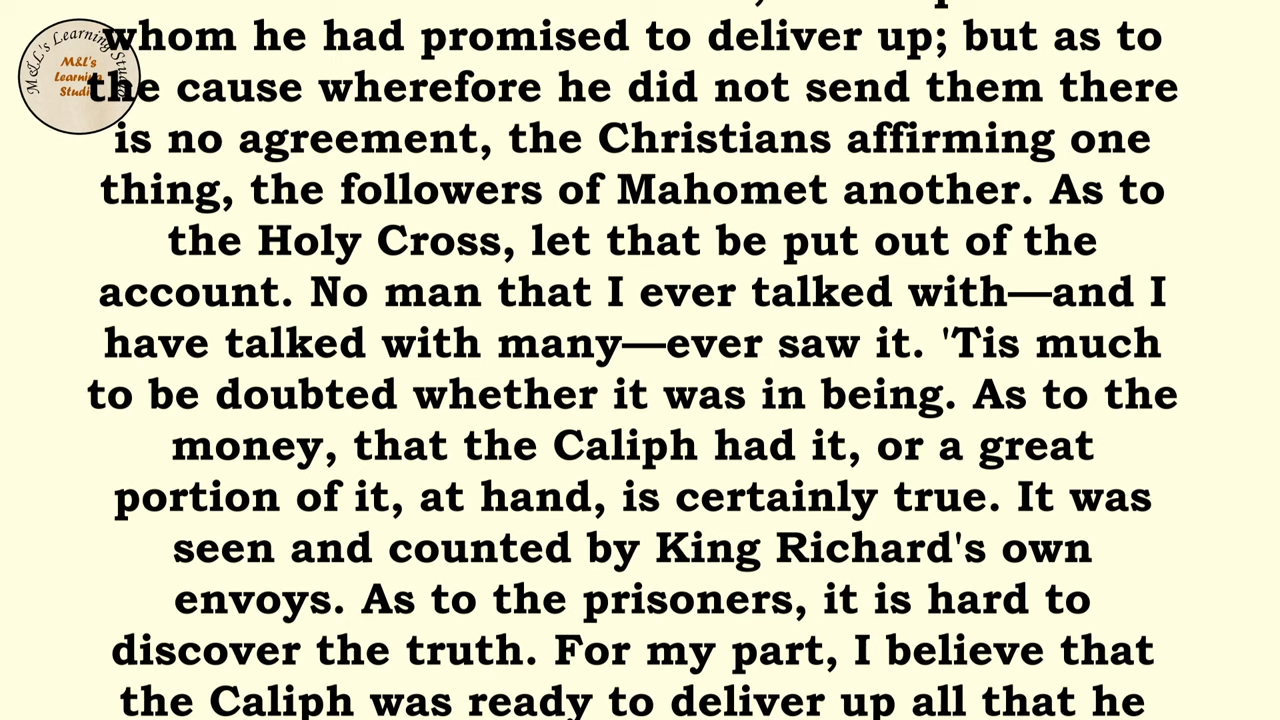 whom he had promised to deliver up; but as to
the cause wherefore he did not send them there
is no agreement, the Christians affirming one
thing, the followers of Mahomet another. As to
the Holy Cross, let that be put out of the
account. No man that I ever talked with—and I
have talked with many—ever saw it. 'Tis much
to be doubted whether it was in being. As to the
money, that the Caliph had it, or a great
portion of it, at hand, is certainly true. It was
seen and counted by King Richard's own
envoys. As to the prisoners, it is hard to
discover the truth. For my part, I believe that
the Caliph was ready to deliver up all that he
M&L's Learning Studio
M&L's
Learning
Studio